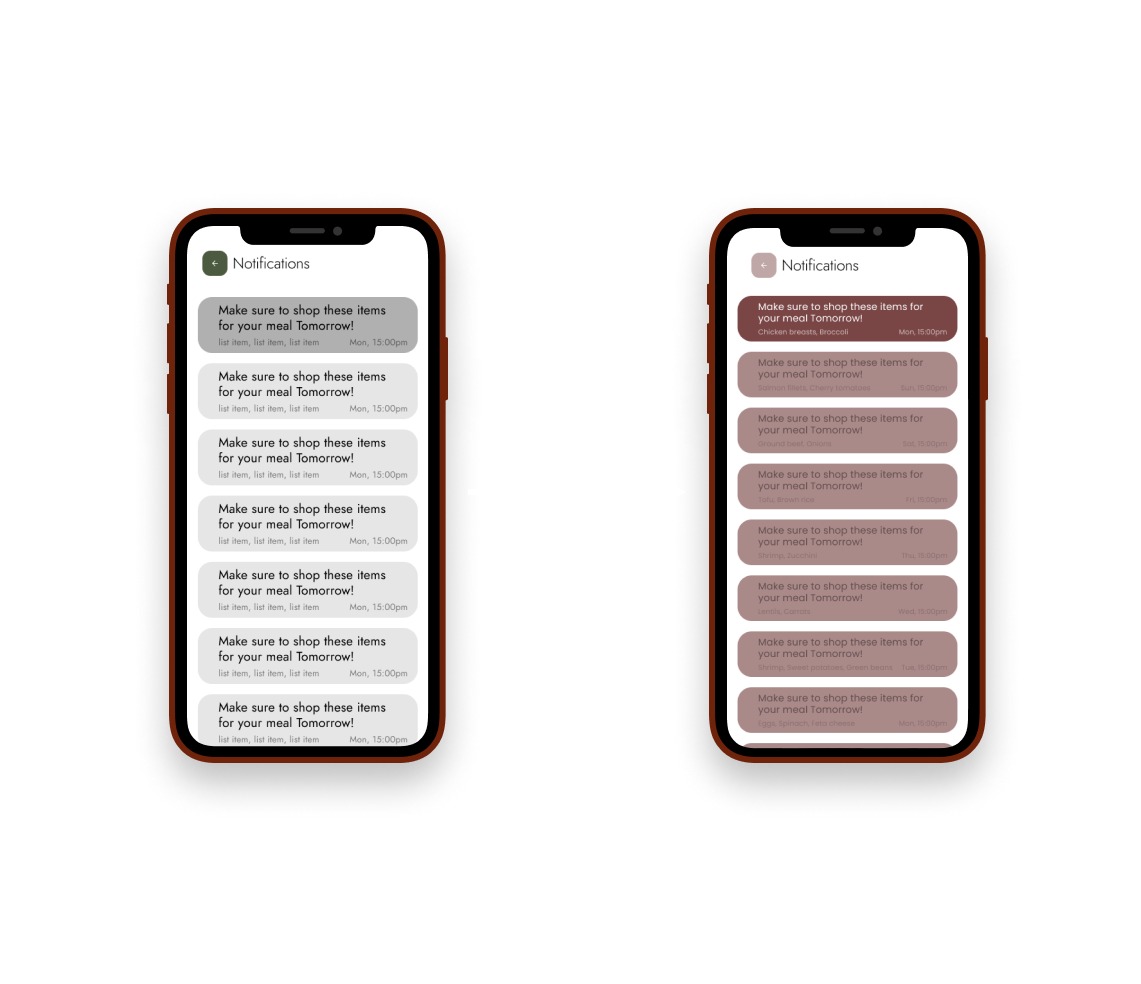 Notifications
Make sure to shop these items
for your meal Tomorrow!
list item, list item, list item Mon, 15:00pm
Make sure to shop these items
for your meal Tomorrow!
list item, list item, list item Mon, 15:00pm
Make sure to shop these items
for your meal Tomorrow!
list item, list item, list item Mon, 15:00pm
Make sure to shop these items
for your meal Tomorrow!
list item, list item, list item Mon, 15:00pm
Make sure to shop these items
for your meal Tomorrow!
list item, list item, list item Mon, 15:00pm
Make sure to shop these items
for your meal Tomorrow!
list item, list item, list item Mon, 15:00pm
Make sure to shop these items
for your meal Tomorrow!
list item, list item, list item Mon, 15:00pm
Notifications
Make sure to shop these items for
your meal Tomorrow!
Chicken breasts, Broccoli Mon, 15:00pm
Make sure to shop these items for
your meal Tomorrow!
Salmon fillets, Cherry tomatoees Sun, 15:00pm
Make sure to shop these items for
your meal Tomorrow!
Ground beef, Onions Sat, 15:00pm
Make sure to shop these items for
your meal Tomorrow!
Tofu, Brown rice Fri, 15:00pm
Make sure to shop these items for
your meal Tomorrow!
Shrimp, Zucchini Thu, 15:00pm
Make sure to shop these items for
your meal Tomorrow!
Lentils, Carrots Wed, 15:00pm
Make sure to shop these items for
your meal Tomorrow!
Shrimp, Sweet potatoes, Green beans Tue, 15:00pm
Make sure to shop these items for
your meal Tomorrow!
Eggs, Spinach, Feta cheese Mon, 15:00pm